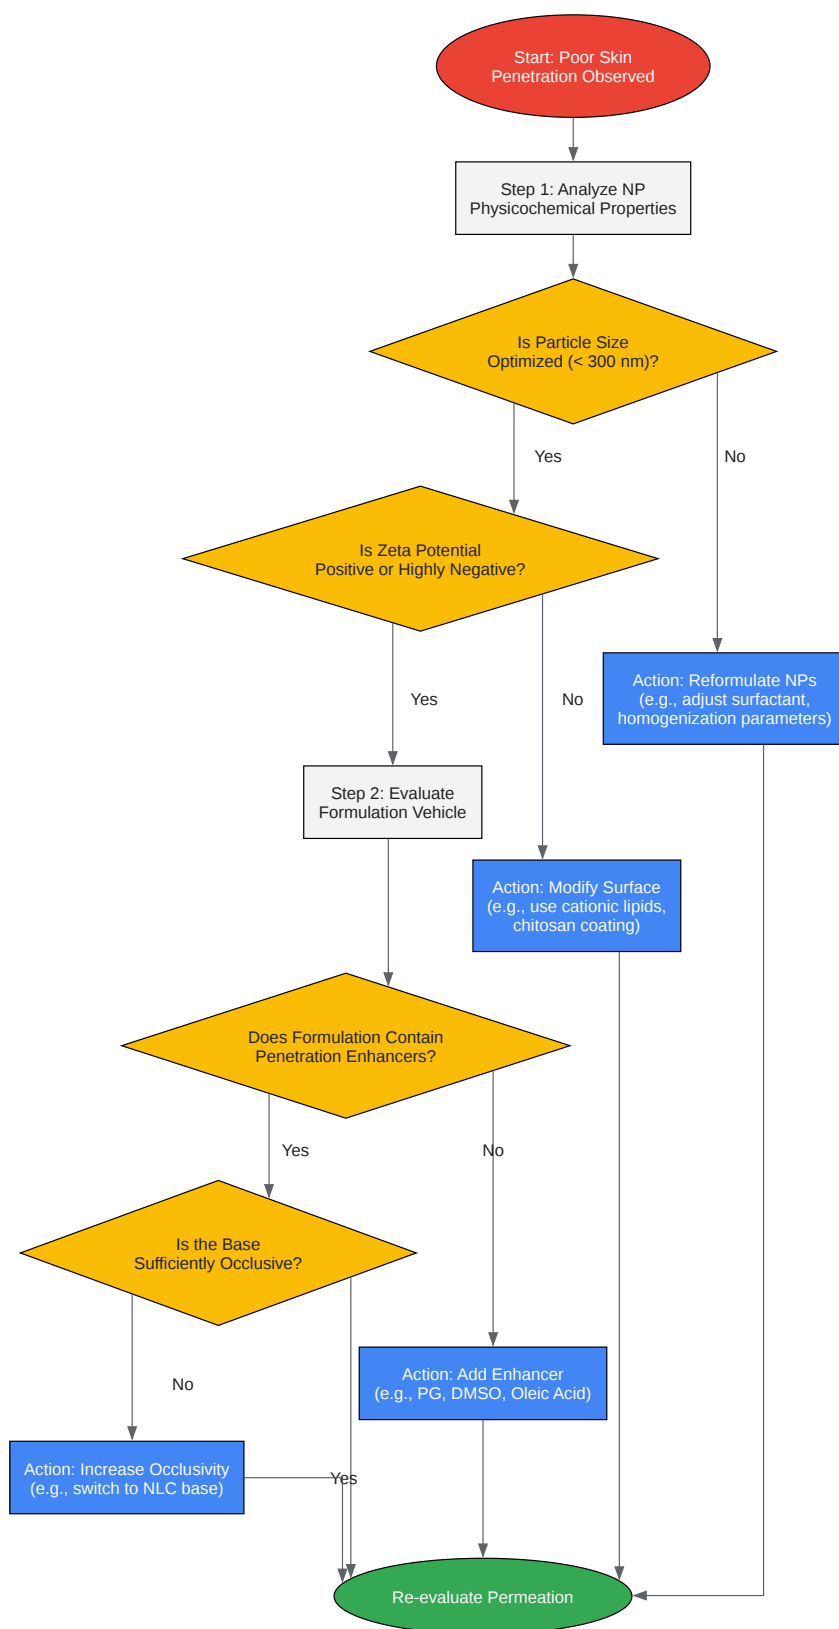 Start: Poor Skin
Penetration Observed
Step 1: Analyze NP
Physicochemical Properties
Is Particle Size
Optimized (< 300 nm)?
Yes
No
Is Zeta Potential
Positive or Highly Negative?
Yes
No
Action: Reformulate NPs
(e.g., adjust surfactant,
homogenization parameters)
Step 2: Evaluate
Formulation Vehicle
Action: Modify Surface
(e.g., use cationic lipids,
chitosan coating)
Does Formulation Contain
Penetration Enhancers?
Yes
No
Is the Base
Sufficiently Occlusive?
No
Action: Add Enhancer
(e.g., PG, DMSO, Oleic Acid)
Action: Increase Occlusivity
(e.g., switch to NLC base)
Yes
Re-evaluate Permeation